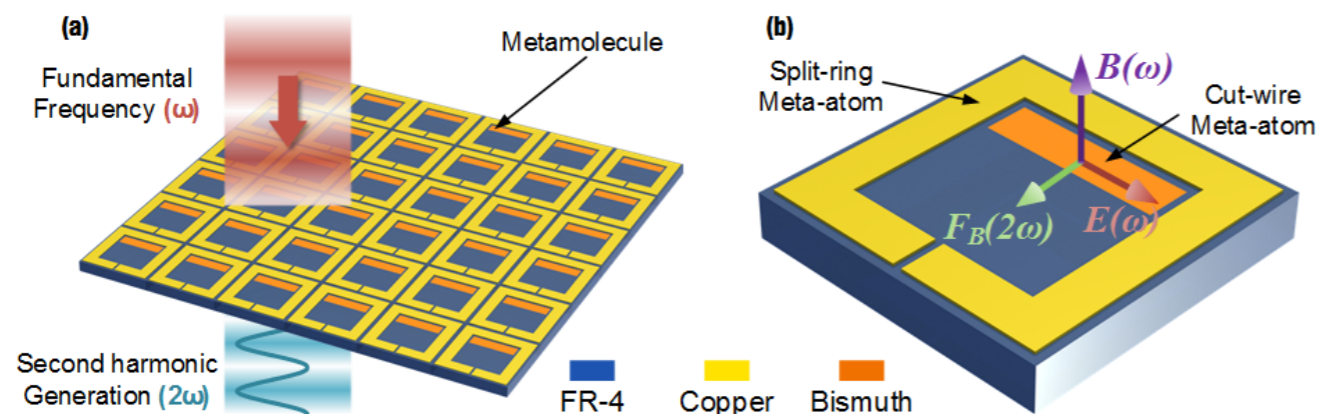 (a)
Fundamental
Frequency (ω)
Metamolecule
Second harmonic
Generation (2ω)
(b)
Split-ring
Meta-atom
B(ω)
Cut-wire
Meta-atom
F_B(2ω)
E(ω)
FR-4
Copper
Bismuth